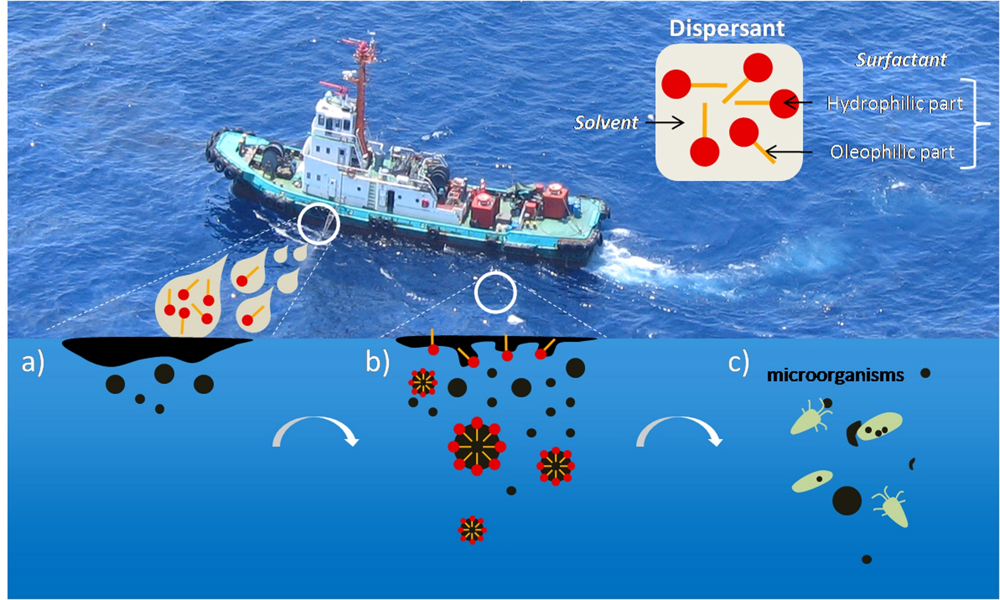 Dispersant
Surfactant
Hydrophilic part
Solvent
Oleophilic part
a)
b)
c)
microorganisms